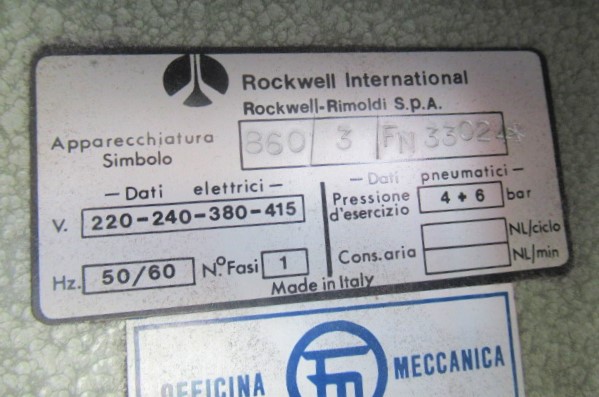 Rockwell International
Rockwell-Rimoldi S.P.A.
Apparecchiatura
Simbolo
860 3 FN 3302
— Dati elettrici —
V. 220-240-380-415
Hz. 50/60 N.º Fasi 1
— Dati pneumatici —
Pressione
d'esercizio
4 + 6 bar
NL/ciclo
Cons.aria
NL/min
Made in Italy
OFFICINA MECCANICA